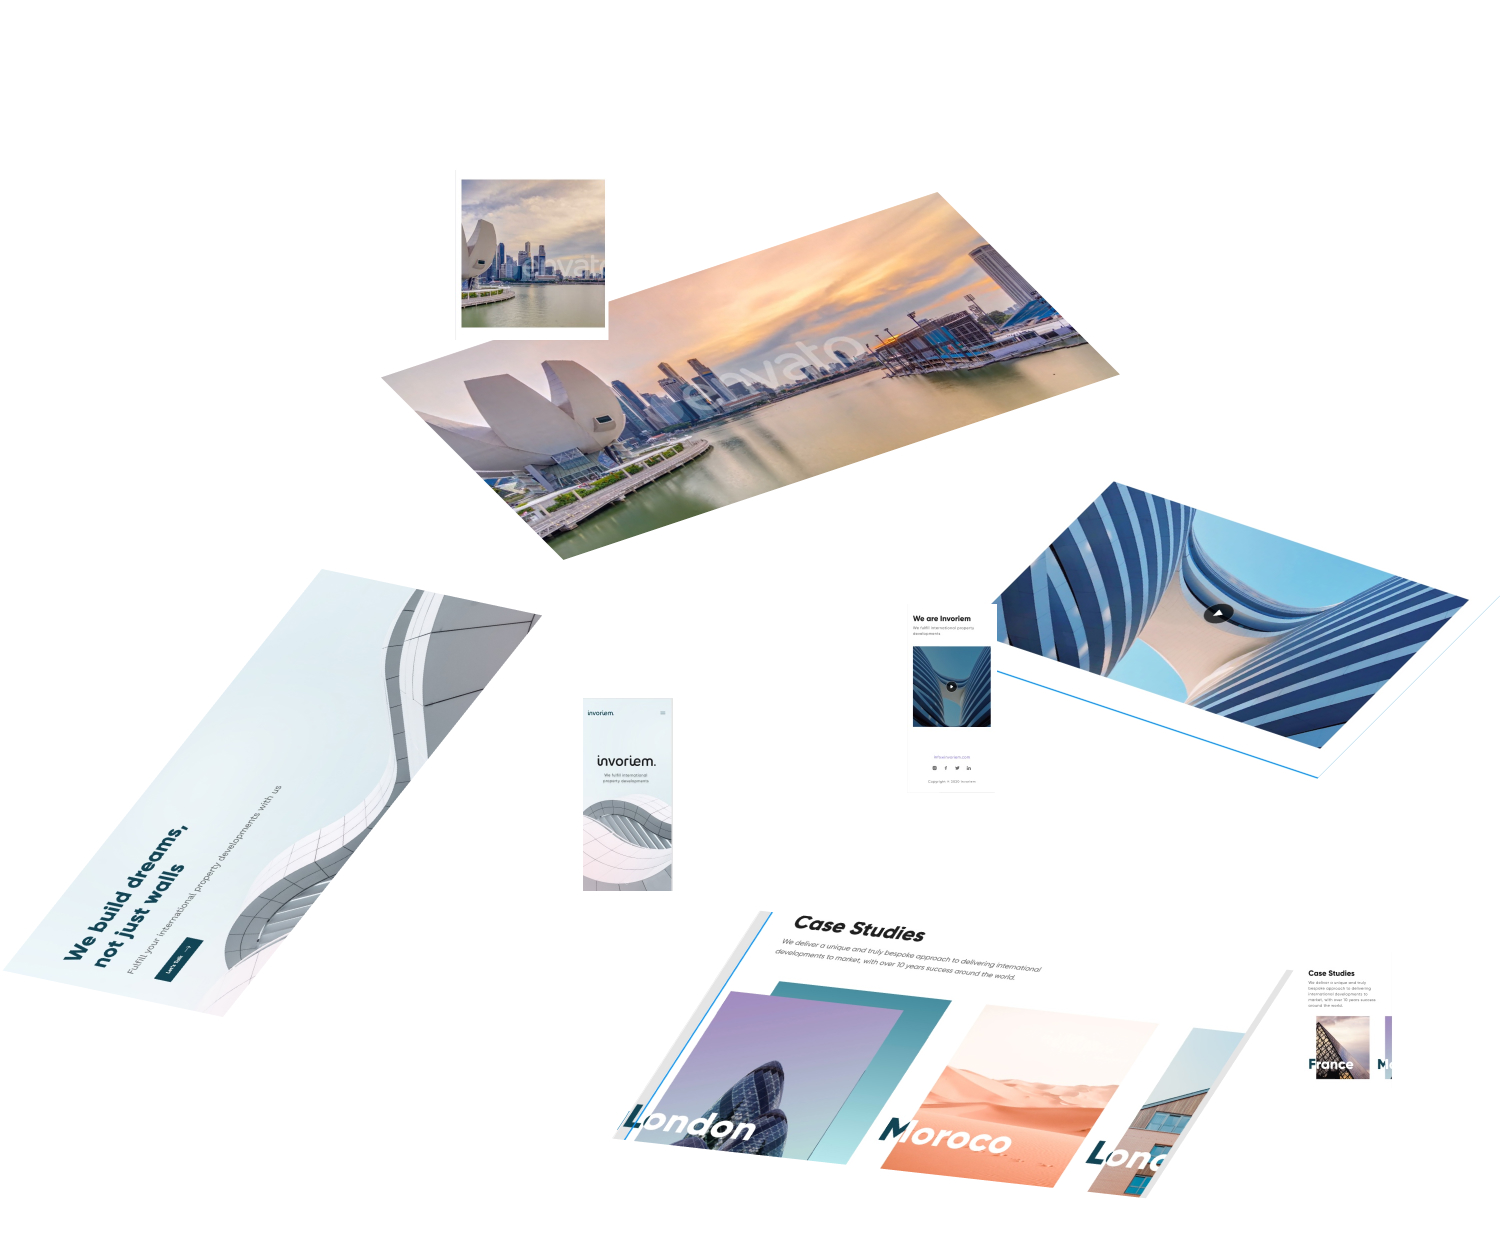 envato
envato
We are Invoriem
We fulfil international property
developments
info@invoriem.com
Copyright © 2020 Invoriem
We build dreams,
not just walls
Fulfill your international property developments with us
Let's Talk
invoriem.
invoriem.
We fulfil international
property developments
Case Studies
We deliver a unique and truly bespoke approach to delivering international
developments to market, with over 10 years success around the world.
London
Moroco
Lond
Case Studies
We deliver a unique and truly
bespoke approach to delivering
international developments to
market, with over 10 years success
around the world.
France
Mo